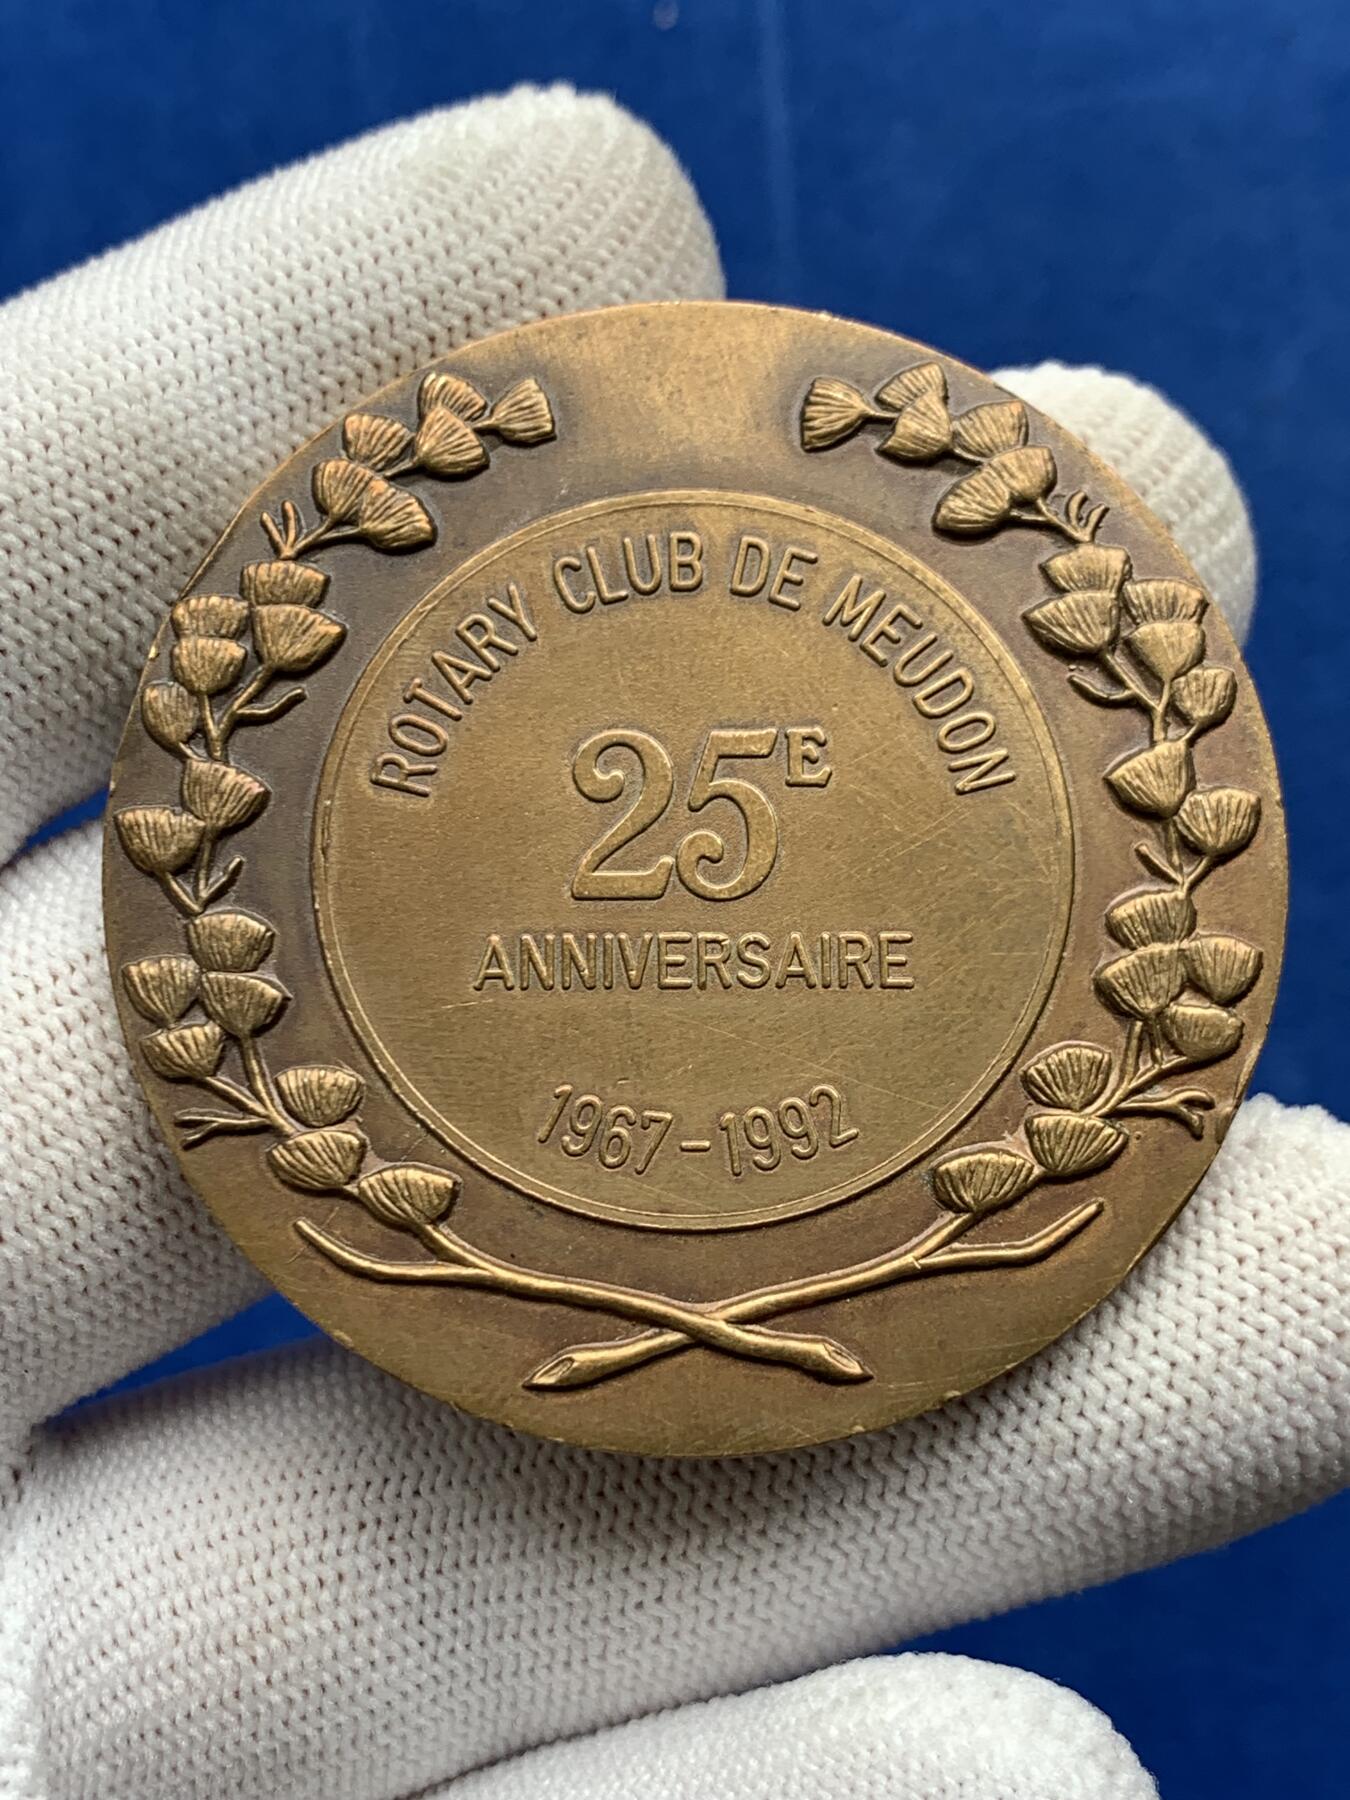 ROTARY CLUB DE MEUDON
25E
ANNIVERSAIRE
1967-1992